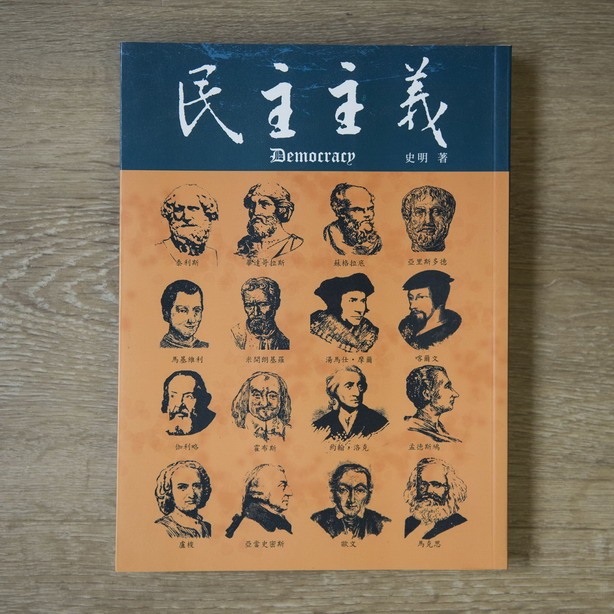 民主主義
Democracy
史明 著
泰利斯
畢達哥拉斯
蘇格拉底
亞里斯多德
馬基維利
米開朗基羅
湯馬仕・摩爾
喀爾文
伽利略
霍布斯
約翰・洛克
孟德斯鳩
盧梭
亞當史密斯
歐文
馬克思